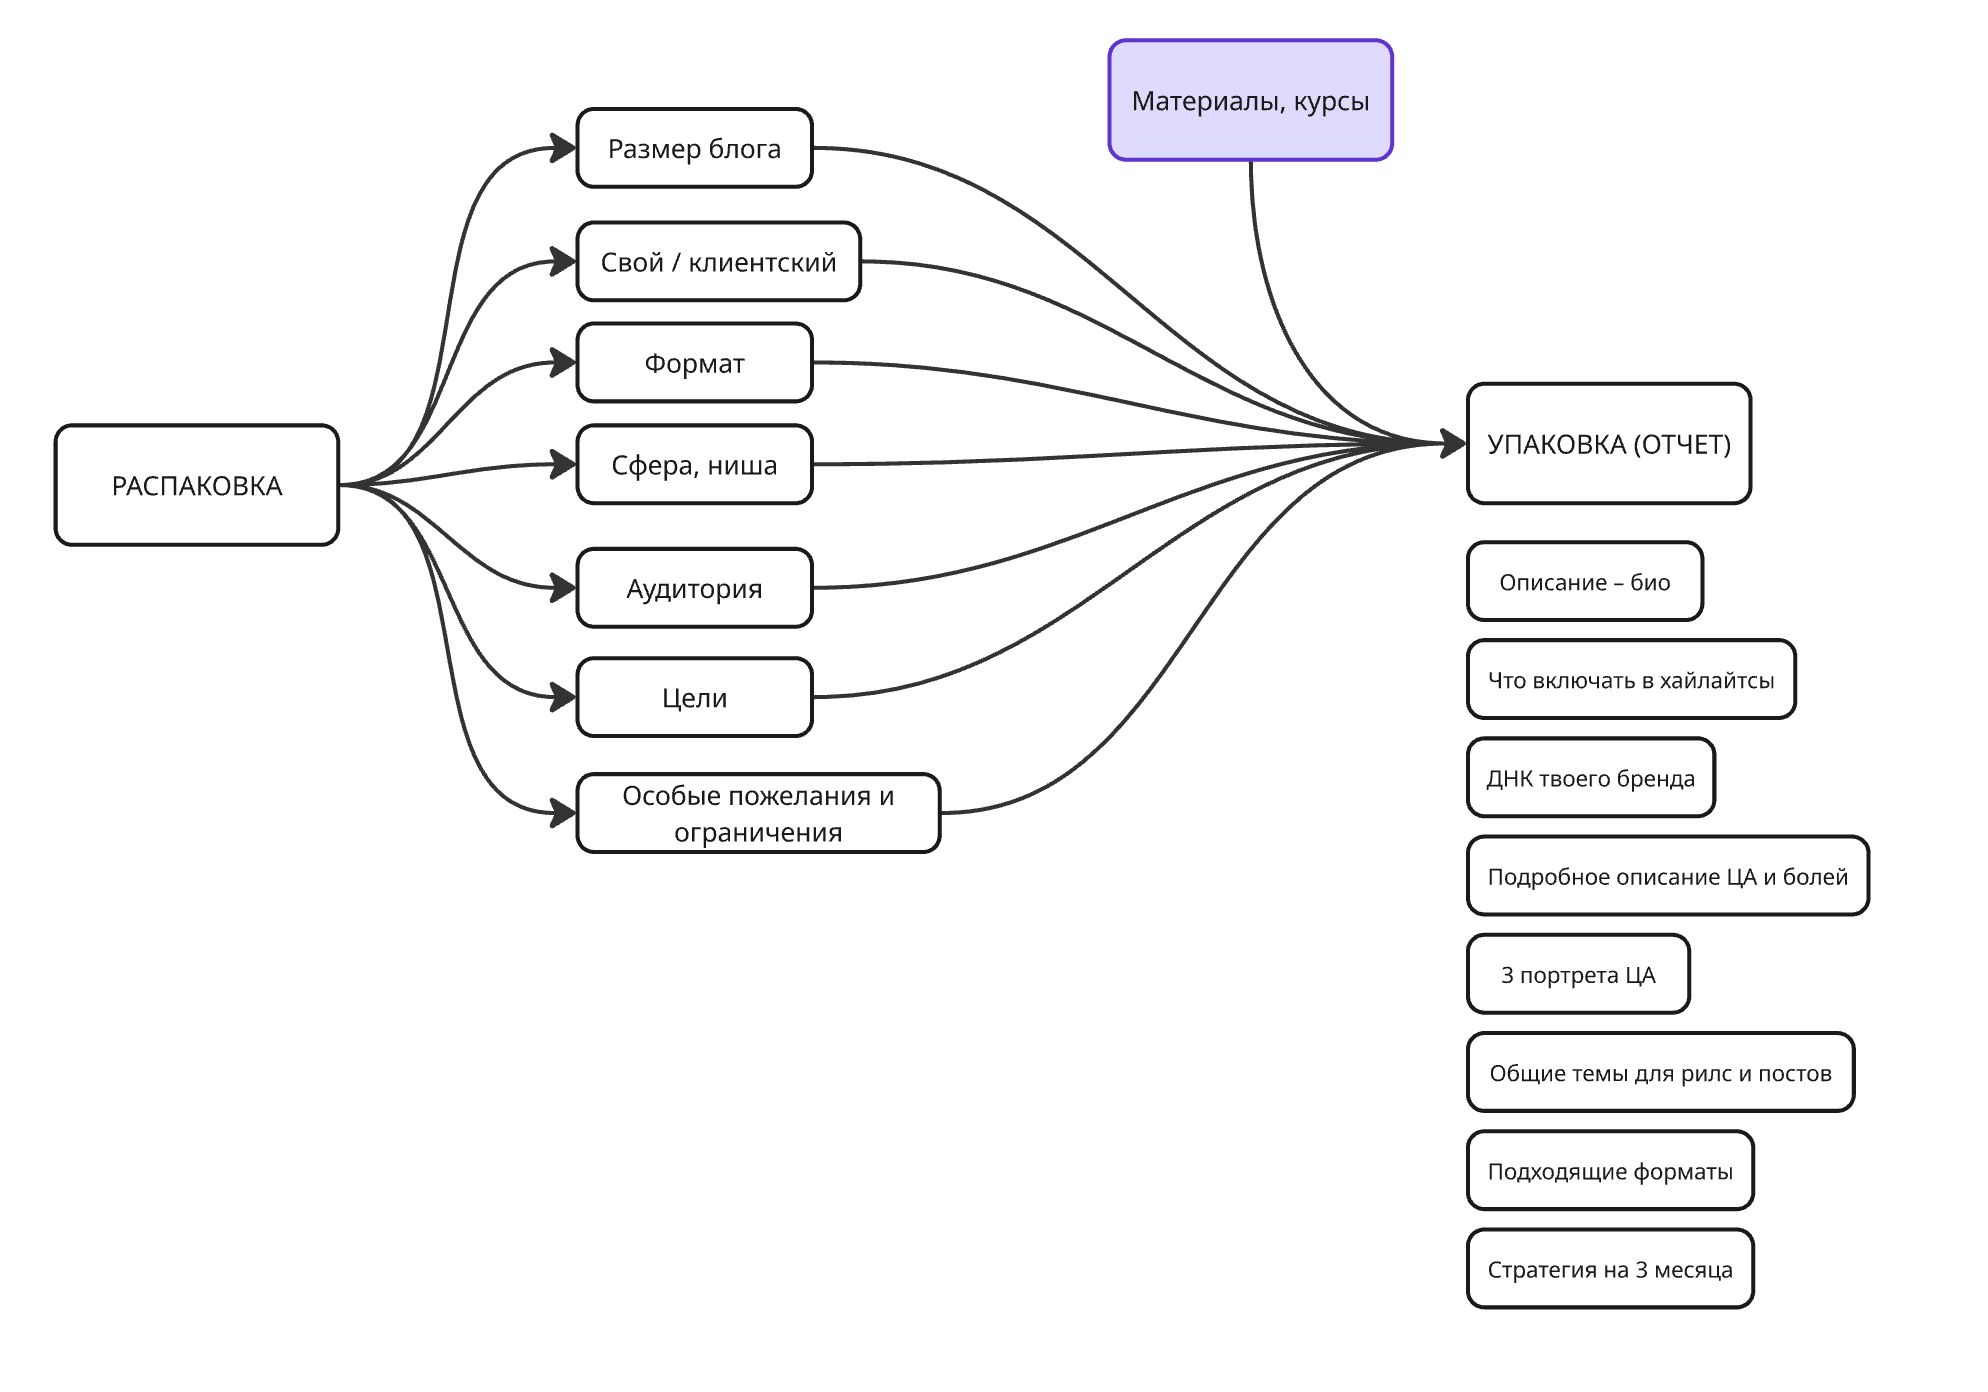 Материалы, курсы
Размер блога
Свой / клиентский
Формат
Сфера, ниша
РАСПАКОВКА
Аудитория
Цели
Особые пожелания и
ограничения
УПАКОВКА (ОТЧЕТ)
Описание – био
Что включать в хайлайтсы
ДНК твоего бренда
Подробное описание ЦА и болей
3 портрета ЦА
Общие темы для рилс и постов
Подходящие форматы
Стратегия на 3 месяца